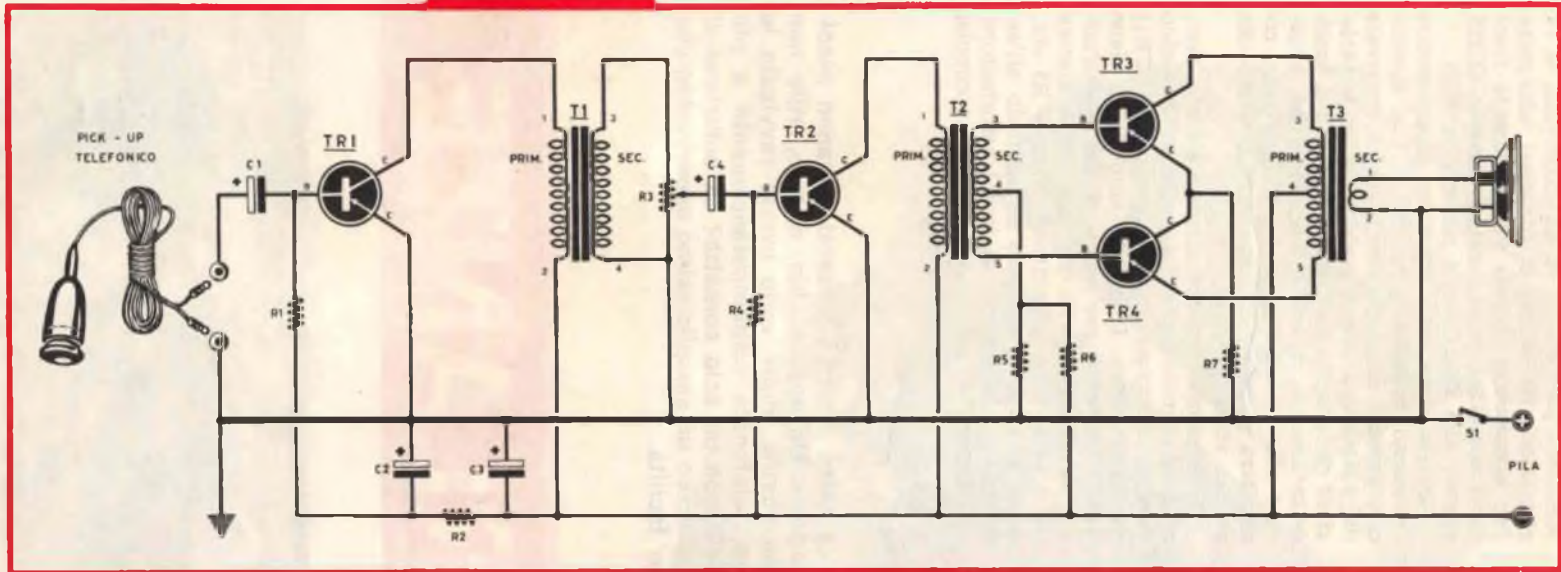 PICK - UP
TELEFONICO
C1
+
R1
B
TR1
C
E
+
C2
R2
+
C3
1
PRIM.
2
T1
3
SEC.
4
R3
+
C4
R4
B
TR2
C
E
1
PRIM.
2
T2
3
SEC.
4
5
R5
R6
TR3
B
C
E
TR4
B
E
C
R7
T3
3
PRIM.
4
5
SEC.
1
2
S1
+
PILA
-